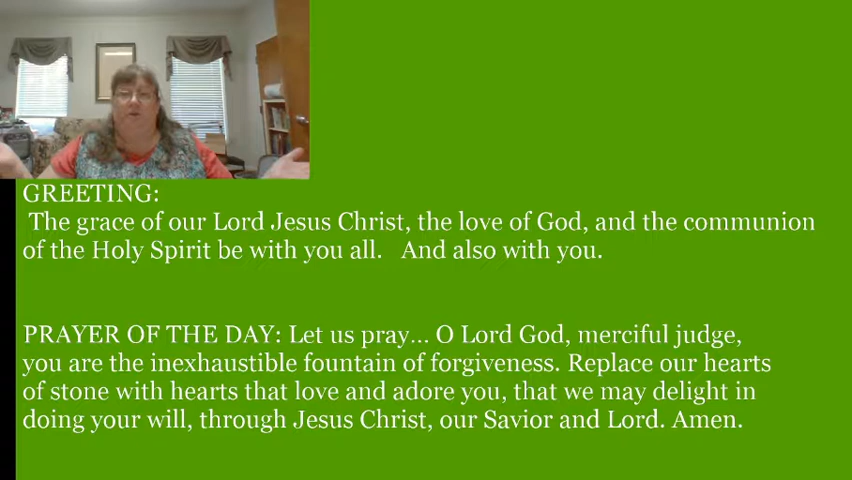 GREETING:
The grace of our Lord Jesus Christ, the love of God, and the communion
of the Holy Spirit be with you all. And also with you.
PRAYER OF THE DAY: Let us pray... O Lord God, merciful judge,
you are the inexhaustible fountain of forgiveness. Replace our hearts
of stone with hearts that love and adore you, that we may delight in
doing your will, through Jesus Christ, our Savior and Lord. Amen.